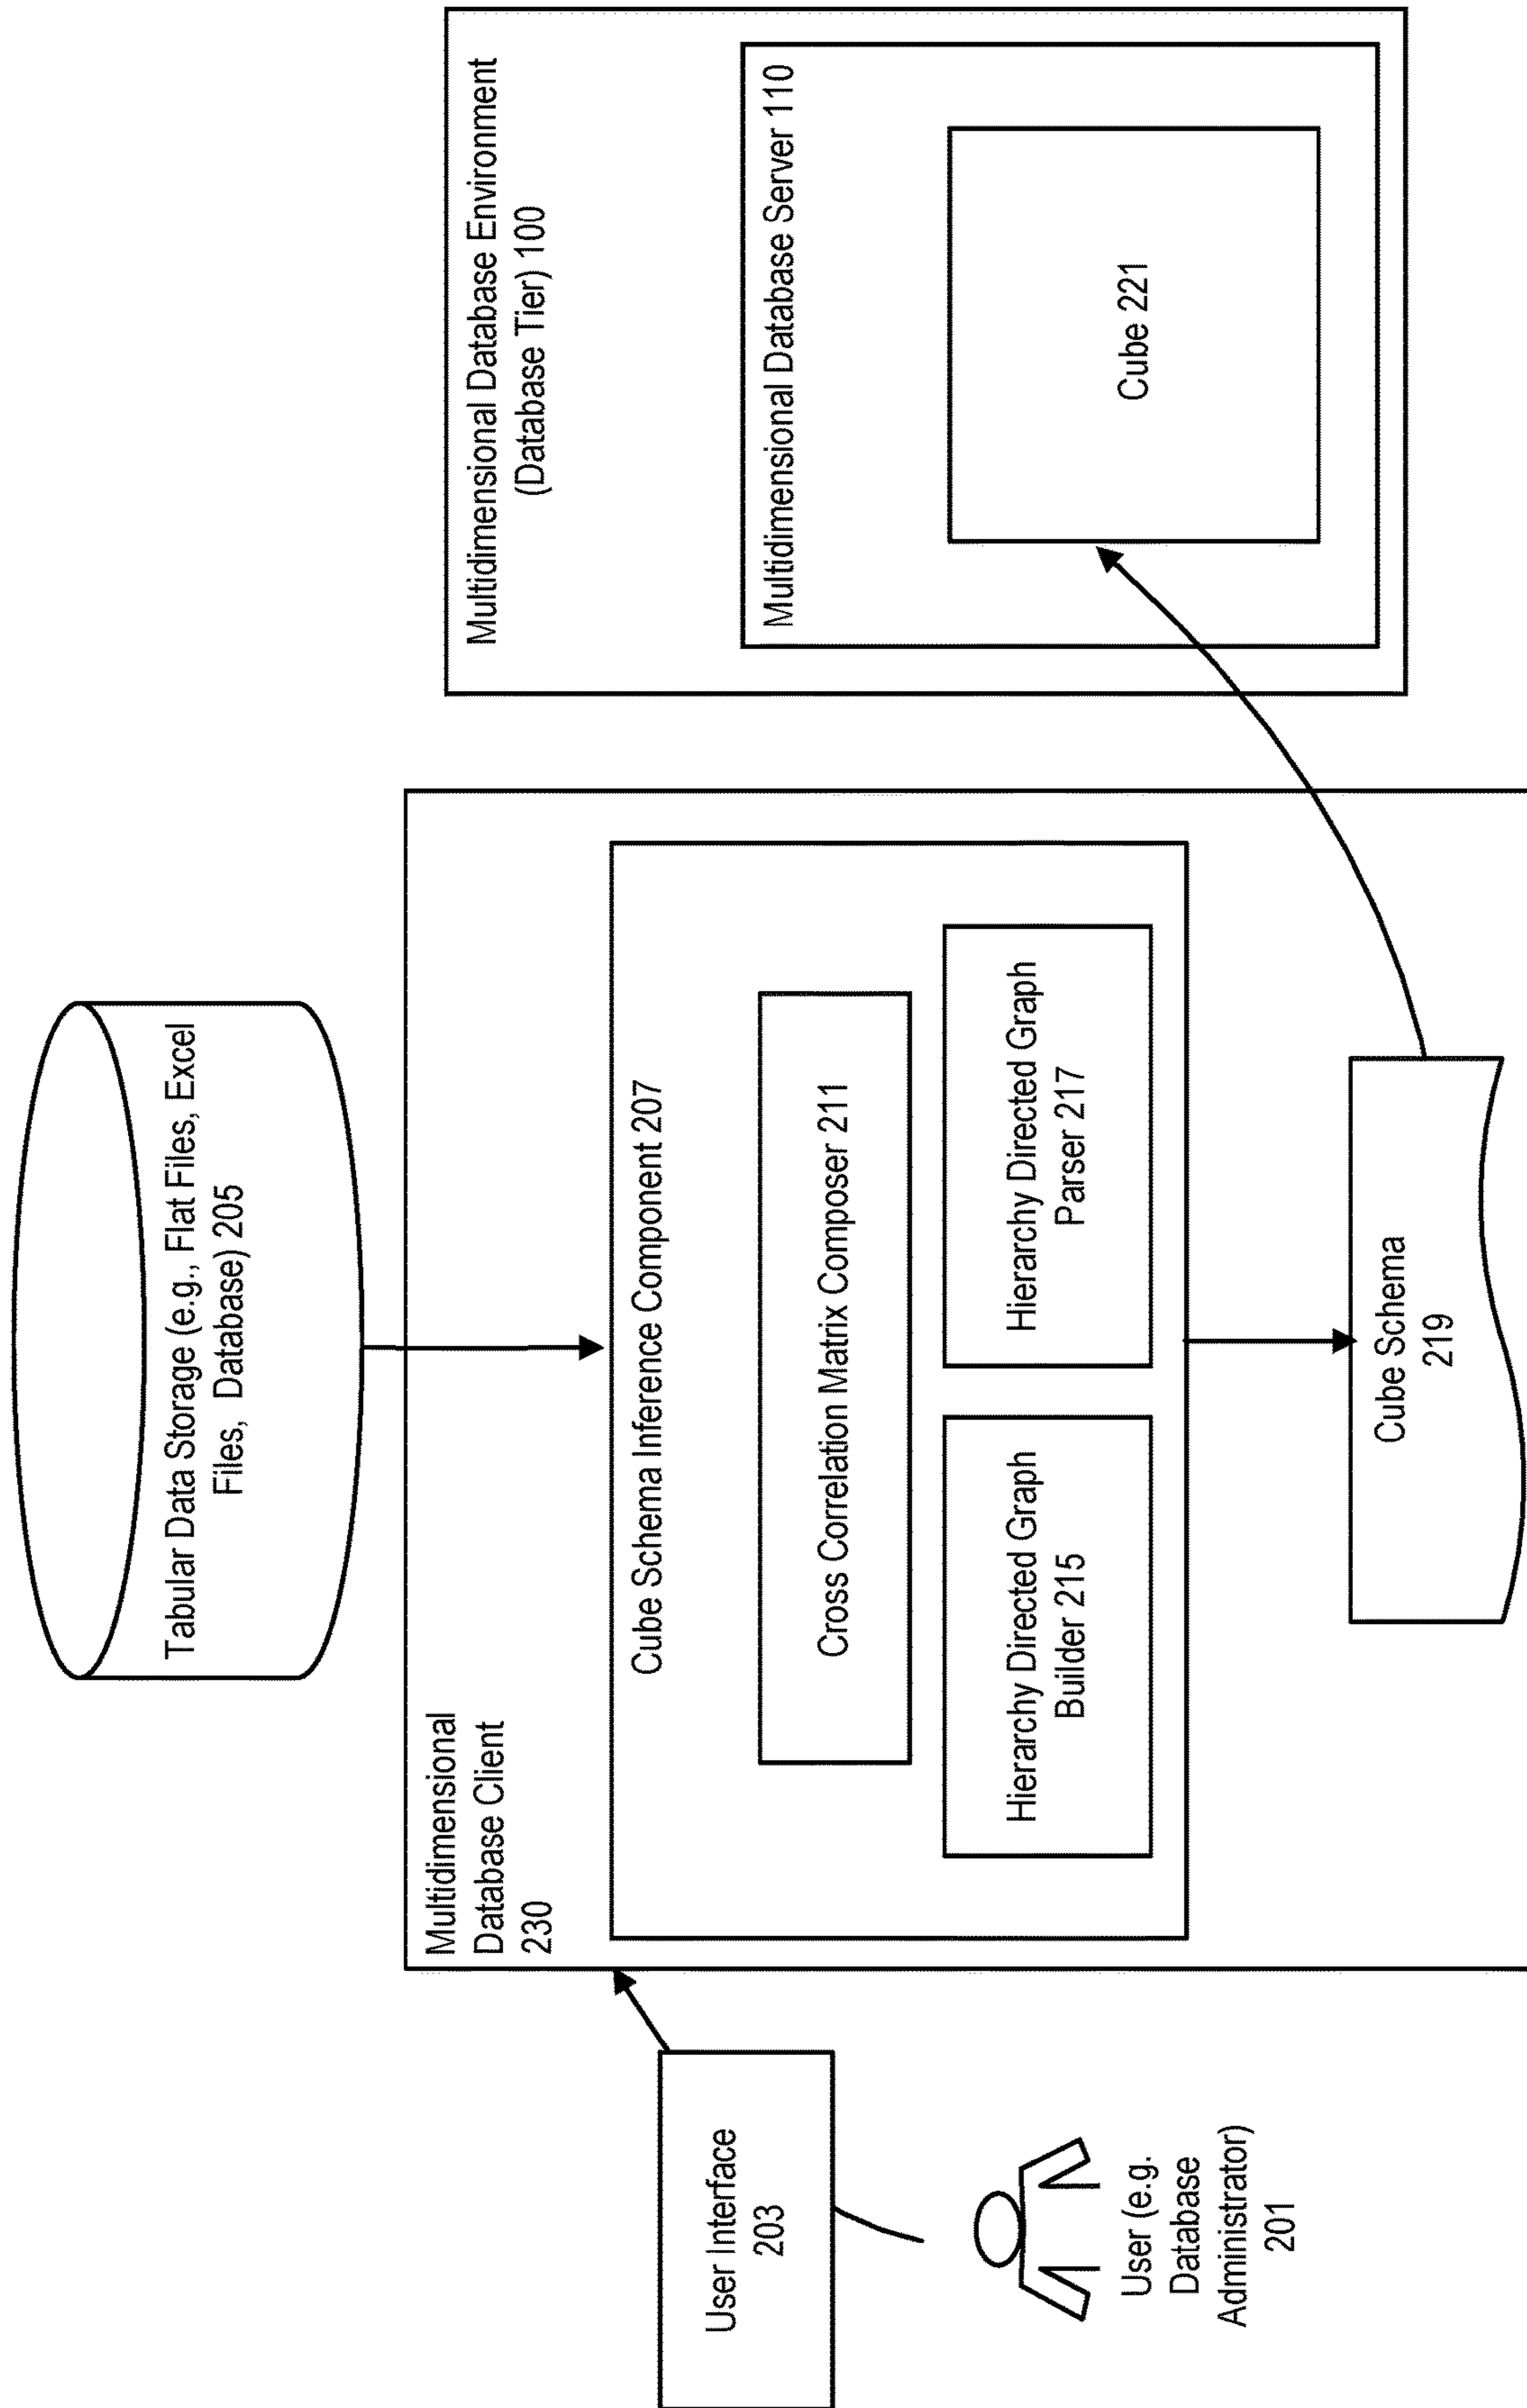 Tabular Data Storage (e.g., Flat Files, Excel
Files, Database) 205
Multidimensional Database Environment
(Database Tier) 100
Multidimensional Database Server 110
Cube 221
Multidimensional
Database Client
230
Cube Schema Inference Component 207
Cross Correlation Matrix Composer 211
Hierarchy Directed Graph
Builder 215
Hierarchy Directed Graph
Parser 217
User Interface
203
User (e.g.
Database
Administrator)
201
Cube Schema
219